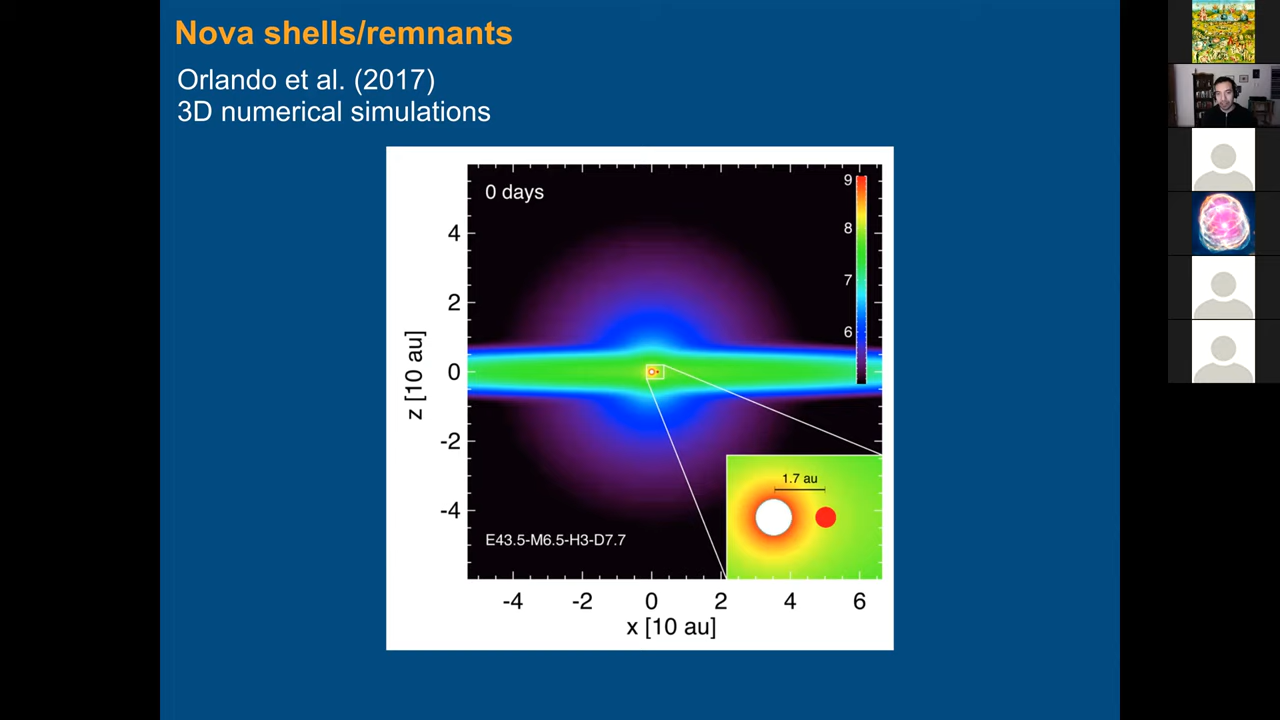 Nova shells/remnants
Orlando et al. (2017)
3D numerical simulations
0 days
9
8
7
6
4
2
0
-2
-4
z [10 au]
1.7 au
E43.5-M6.5-H3-D7.7
-4 -2 0 2 4 6
x [10 au]